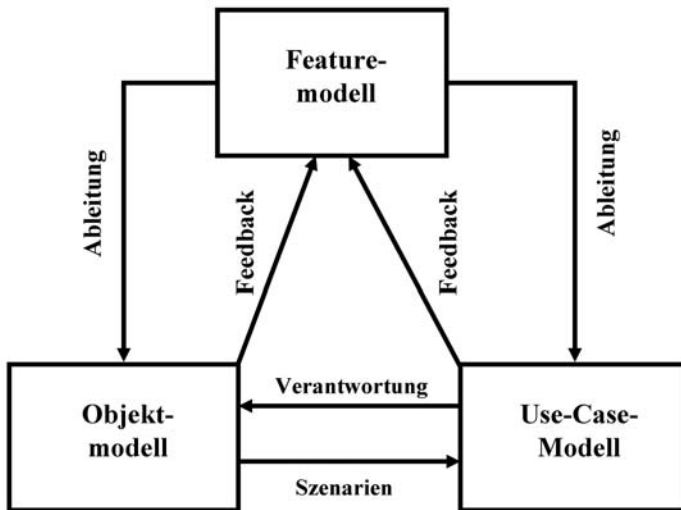 Feature-
modell
Ableitung
Feedback
Feedback
Ableitung
Objekt-
modell
Verantwortung
Szenarien
Use-Case-
Modell